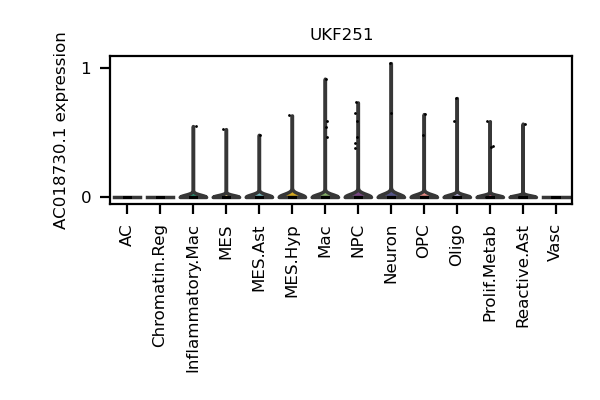 UKF251
AC018730.1 expression
1
0
AC
Chromatin.Reg
Inflammatory.Mac
MES
MES.Ast
MES.Hyp
Mac
NPC
Neuron
OPC
Oligo
Prolif.Metab
Reactive.Ast
Vasc